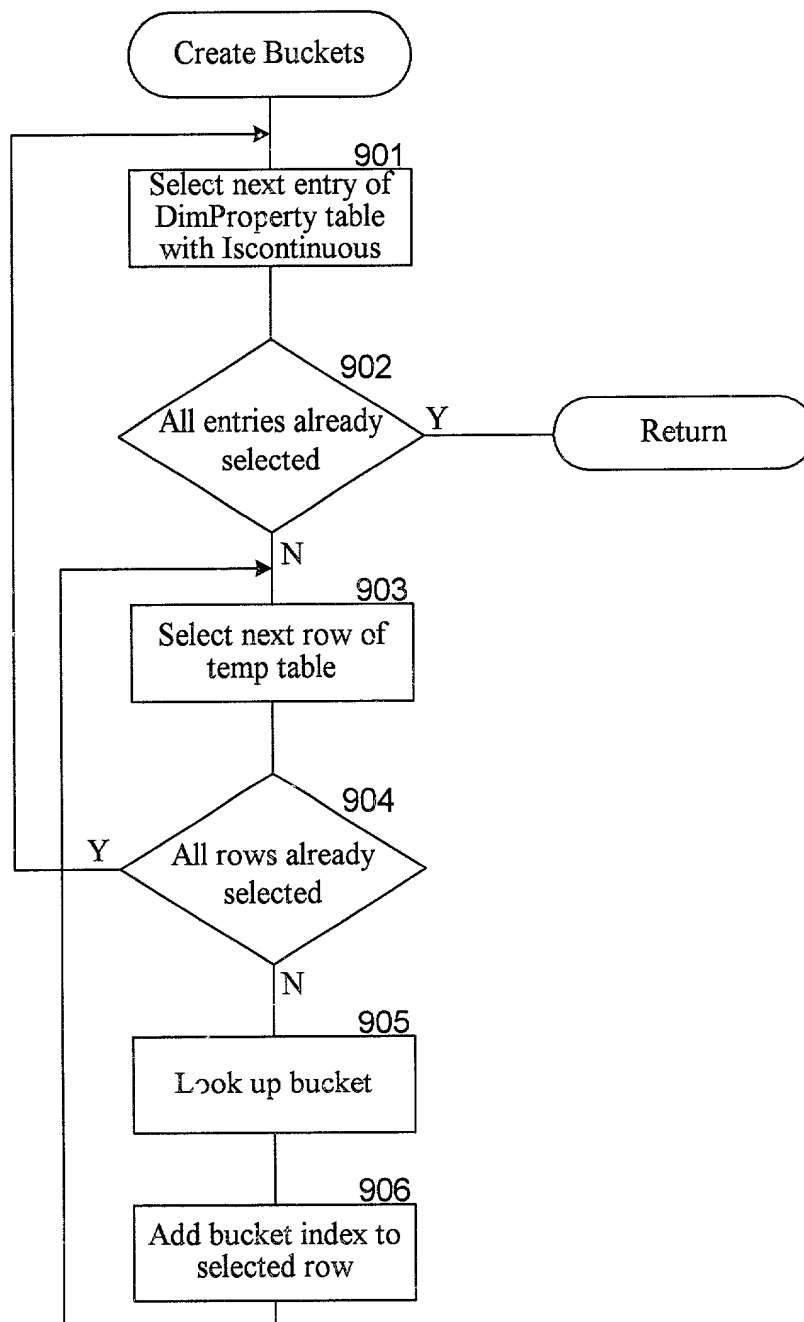 Create Buckets
901
Select next entry of
DimProperty table
with Iscontinuous
902
All entries already
selected
Y
Return
N
903
Select next row of
temp table
904
Y
All rows already
selected
N
905
Look up bucket
906
Add bucket index to
selected row